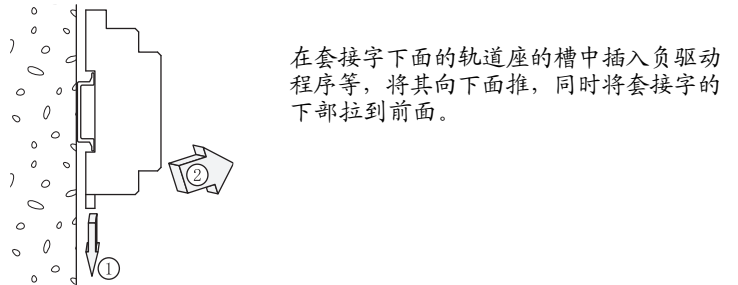 在套接字下面的轨道座的槽中插入负驱动
程序等，将其向下面推，同时将套接字的
下部拉到前面。
②
①